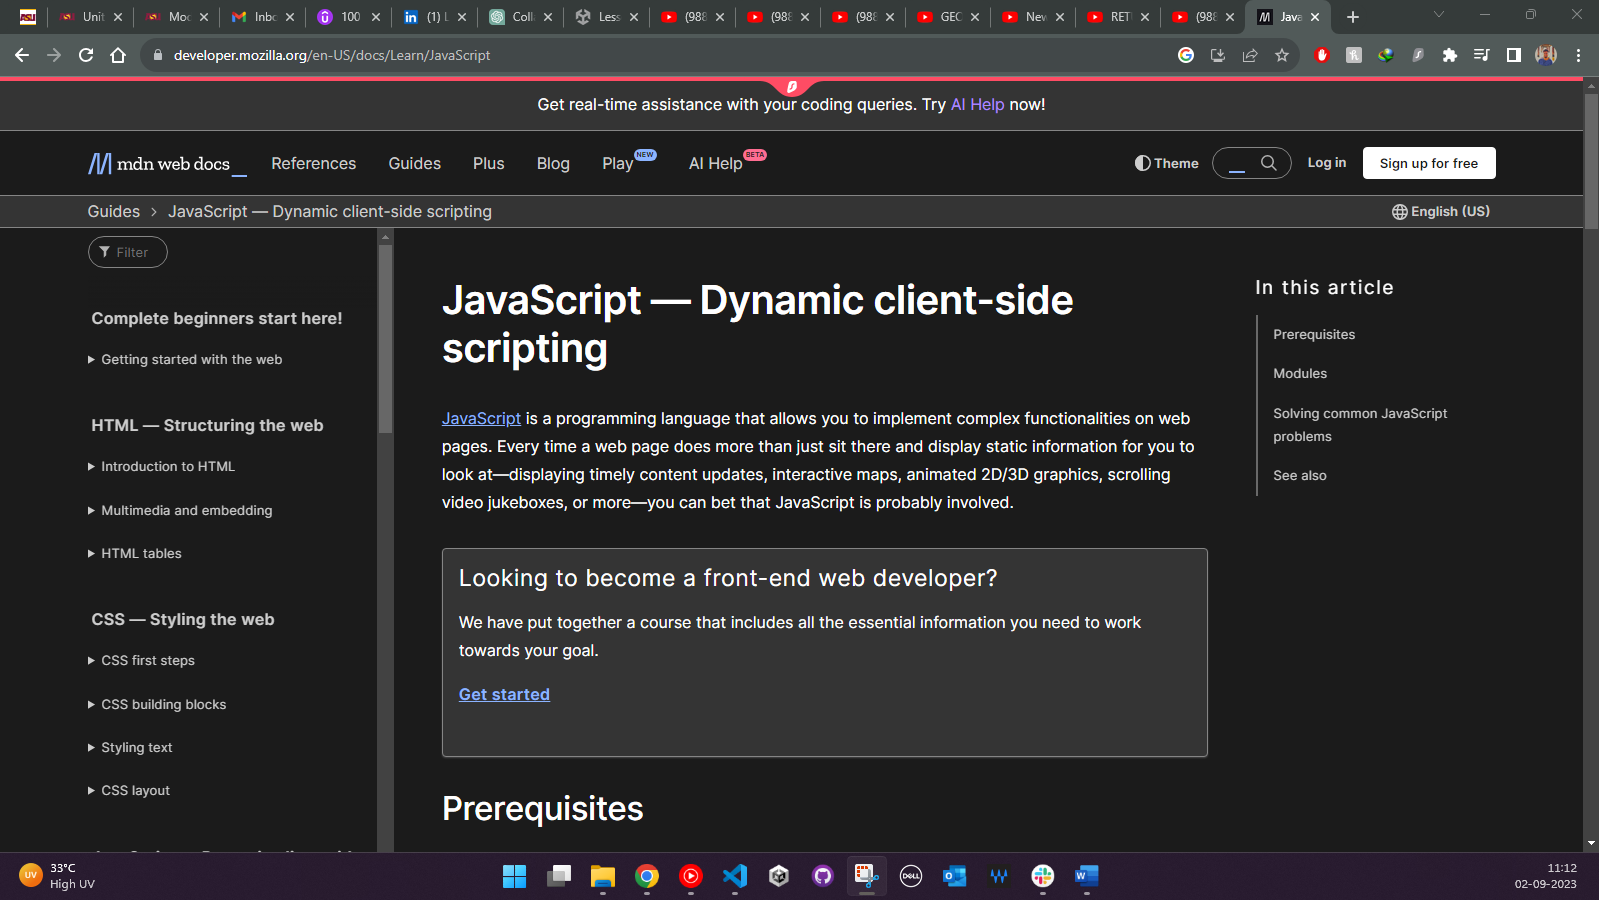 Unit
Moc
Inbc
100
(1) L
Coll
Less
(988
(988
(988
GEC
Nev
RETI
(988
Java
developer.mozilla.org/en-US/docs/Learn/JavaScript
Get real-time assistance with your coding queries. Try AI Help now!
mdn web docs_ References Guides Plus Blog Play NEW AI Help BETA Theme Log in Sign up for free
Guides JavaScript — Dynamic client-side scripting English (US)
Filter
Complete beginners start here!
Getting started with the web
HTML — Structuring the web
Introduction to HTML
Multimedia and embedding
HTML tables
CSS — Styling the web
CSS first steps
CSS building blocks
Styling text
CSS layout
JavaScript — Dynamic client-side
scripting
JavaScript is a programming language that allows you to implement complex functionalities on web
pages. Every time a web page does more than just sit there and display static information for you to
look at—displaying timely content updates, interactive maps, animated 2D/3D graphics, scrolling
video jukeboxes, or more—you can bet that JavaScript is probably involved.
Looking to become a front-end web developer?
We have put together a course that includes all the essential information you need to work
towards your goal.
Get started
Prerequisites
In this article
Prerequisites
Modules
Solving common JavaScript
problems
See also
UV
33°C
High UV
DELL
11:12
02-09-2023